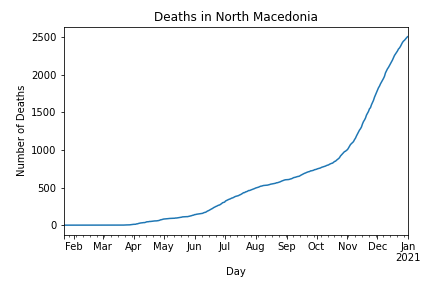 Deaths in North Macedonia
Number of Deaths
2500
2000
1500
1000
500
0
Feb Mar Apr May Jun Jul Aug Sep Oct Nov Dec Jan
2021
Day